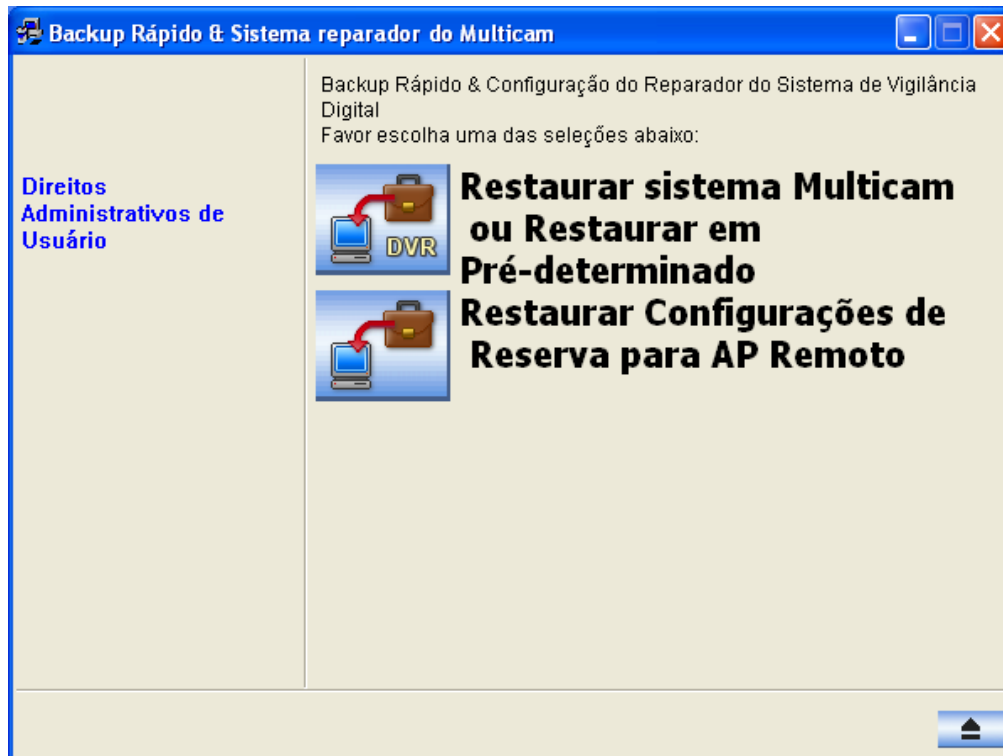 Backup Rápido & Sistema reparador do Multicam
Direitos
Administrativos de
Usuário
Backup Rápido & Configuração do Reparador do Sistema de Vigilância
Digital
Favor escolha uma das seleções abaixo:
DVR
Restaurar sistema Multicam
ou Restaurar em
Pré-determinado
Restaurar Configurações de
Reserva para AP Remoto